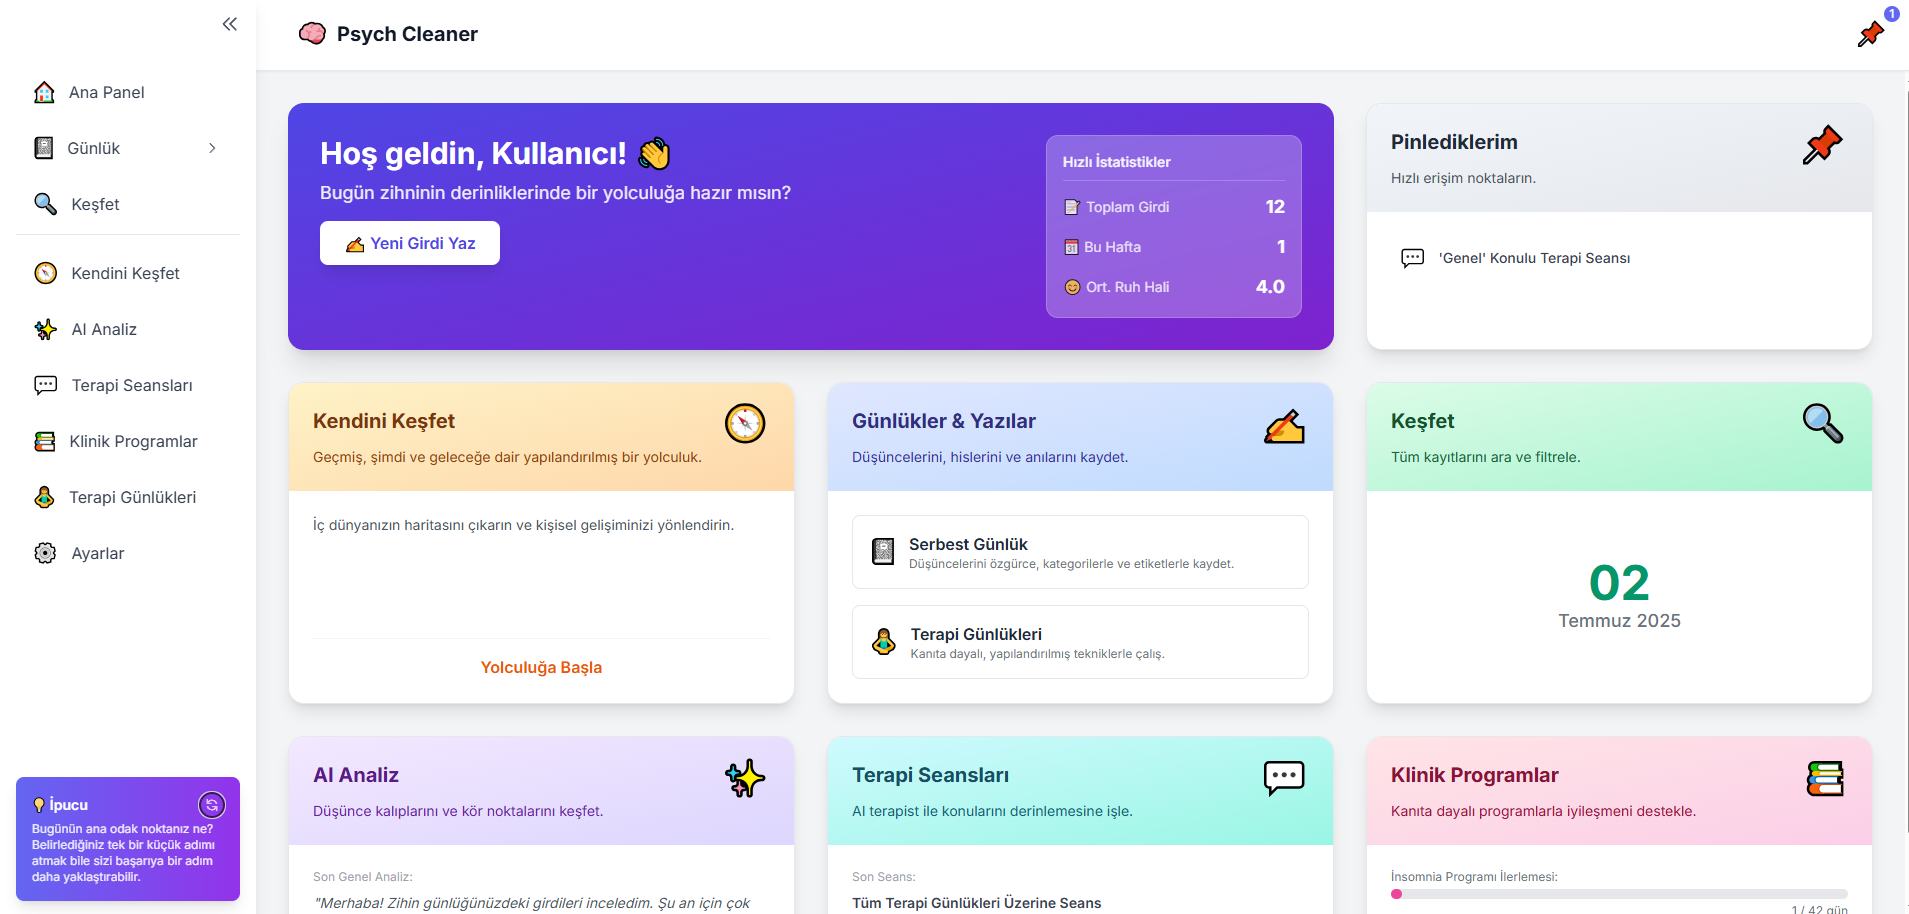 Ana Panel
Günlük
Keşfet
Kendini Keşfet
AI Analiz
Terapi Seansları
Klinik Programlar
Terapi Günlükleri
Ayarlar
İpucu
Bugünün ana odak noktanız ne?
Belirlediğiniz tek bir küçük adımı
atmak bile sizi başarıya bir adım
daha yaklaştırabilir.
Psych Cleaner
1
Hoş geldin, Kullanıcı!
Bugün zihninin derinliklerinde bir yolculuğa hazır mısın?
Yeni Girdi Yaz
Hızlı İstatistikler
Toplam Girdi 12
Bu Hafta 1
Ort. Ruh Hali 4.0
Pinlediklerim
Hızlı erişim noktaların.
'Genel' Konulu Terapi Seansı
Kendini Keşfet
Geçmiş, şimdi ve geleceğe dair yapılandırılmış bir yolculuk.
İç dünyanızın haritasını çıkarın ve kişisel gelişiminizi yönlendirin.
Yolculuğa Başla
Günlükler & Yazılar
Düşüncelerini, hislerini ve anılarını kaydet.
Serbest Günlük
Düşüncelerini özgürce, kategorilerle ve etiketlerle kaydet.
Terapi Günlükleri
Kanıta dayalı, yapılandırılmış tekniklerle çalış.
Keşfet
Tüm kayıtlarını ara ve filtrele.
02
Temmuz 2025
AI Analiz
Düşünce kalıplarını ve kör noktalarını keşfet.
Son Genel Analiz:
"Merhaba! Zihin günlüğünüzdeki girdileri inceledim. Şu an için çok
Terapi Seansları
AI terapist ile konularını derinlemesine işle.
Son Seans:
Tüm Terapi Günlükleri Üzerine Seans
Klinik Programlar
Kanıta dayalı programlarla iyileşmeni destekle.
İnsomnia Programı İlerlemesi:
1 / 42 gün